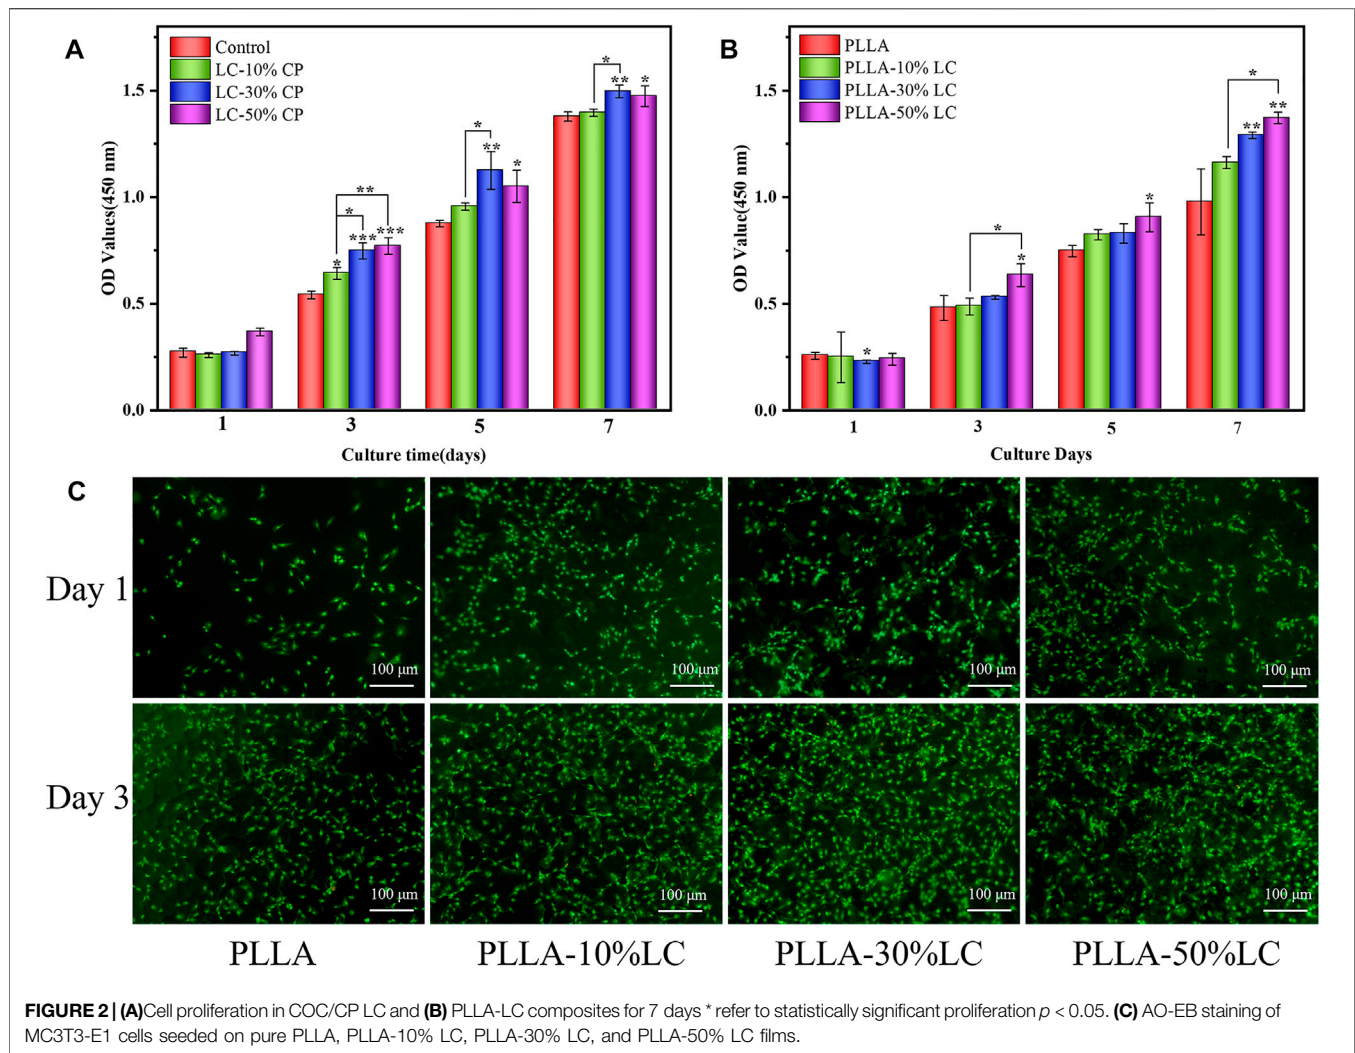 A
Control
LC-10% CP
LC-30% CP
LC-50% CP
OD Values(450 nm)
1.5
1.0
0.5
0.0
* ** *
* ** *
** * * *** ***
1 3 5 7
Culture time(days)
B
PLLA
PLLA-10% LC
PLLA-30% LC
PLLA-50% LC
OD Value(450 nm)
1.5
1.0
0.5
0.0
* ** **
*
* *
*
1 3 5 7
Culture Days
C
Day 1
100 μm 100 μm 100 μm 100 μm
Day 3
100 μm 100 μm 100 μm 100 μm
PLLA PLLA-10%LC PLLA-30%LC PLLA-50%LC
FIGURE 2 | (A)Cell proliferation in COC/CP LC and (B) PLLA-LC composites for 7 days * refer to statistically significant proliferation p < 0.05. (C) AO-EB staining of
MC3T3-E1 cells seeded on pure PLLA, PLLA-10% LC, PLLA-30% LC, and PLLA-50% LC films.